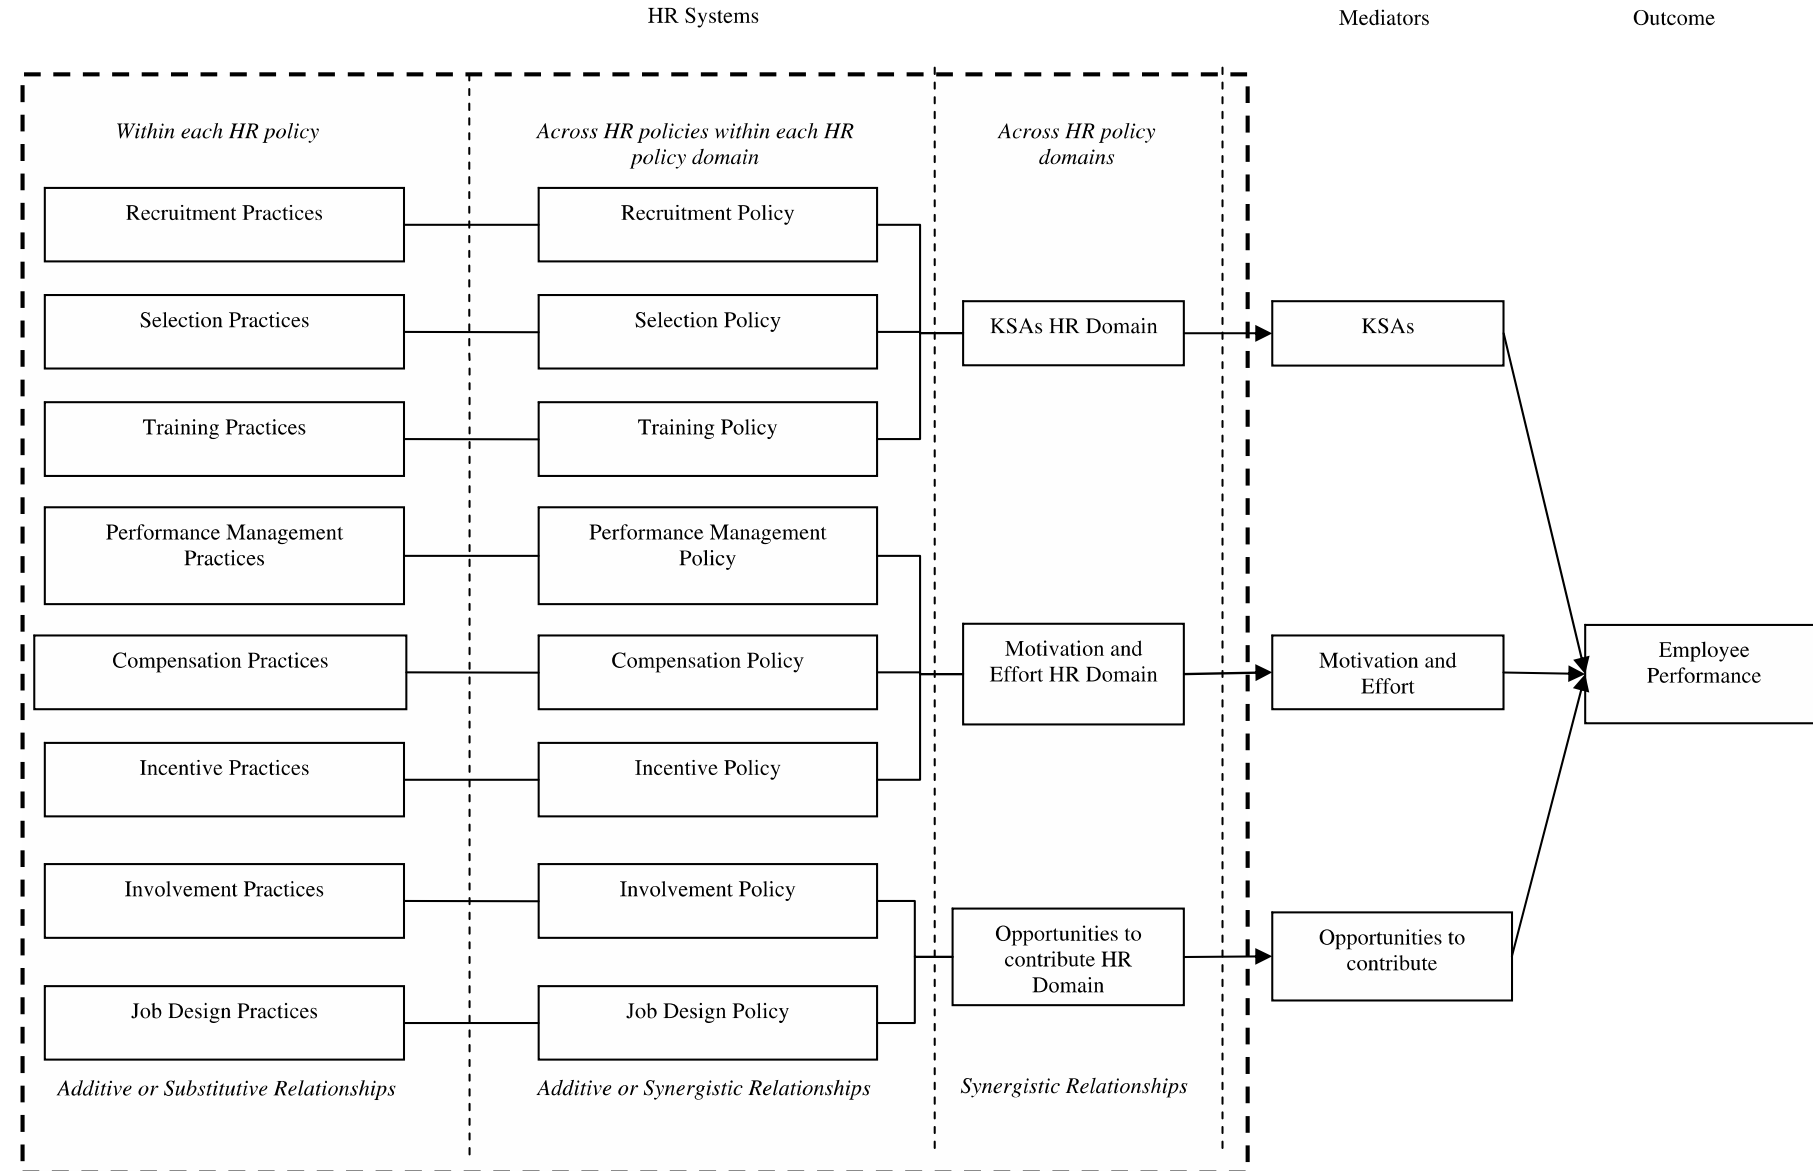 HR Systems
Mediators
Outcome
Within each HR policy
Across HR policies within each HR
policy domain
Across HR policy
domains
Recruitment Practices
Recruitment Policy
Selection Practices
Selection Policy
KSAs HR Domain
KSAs
Training Practices
Training Policy
Performance Management
Practices
Performance Management
Policy
Compensation Practices
Compensation Policy
Motivation and
Effort HR Domain
Motivation and
Effort
Employee
Performance
Incentive Practices
Incentive Policy
Involvement Practices
Involvement Policy
Opportunities to
contribute HR
Domain
Opportunities to
contribute
Job Design Practices
Job Design Policy
Additive or Substitutive Relationships
Additive or Synergistic Relationships
Synergistic Relationships